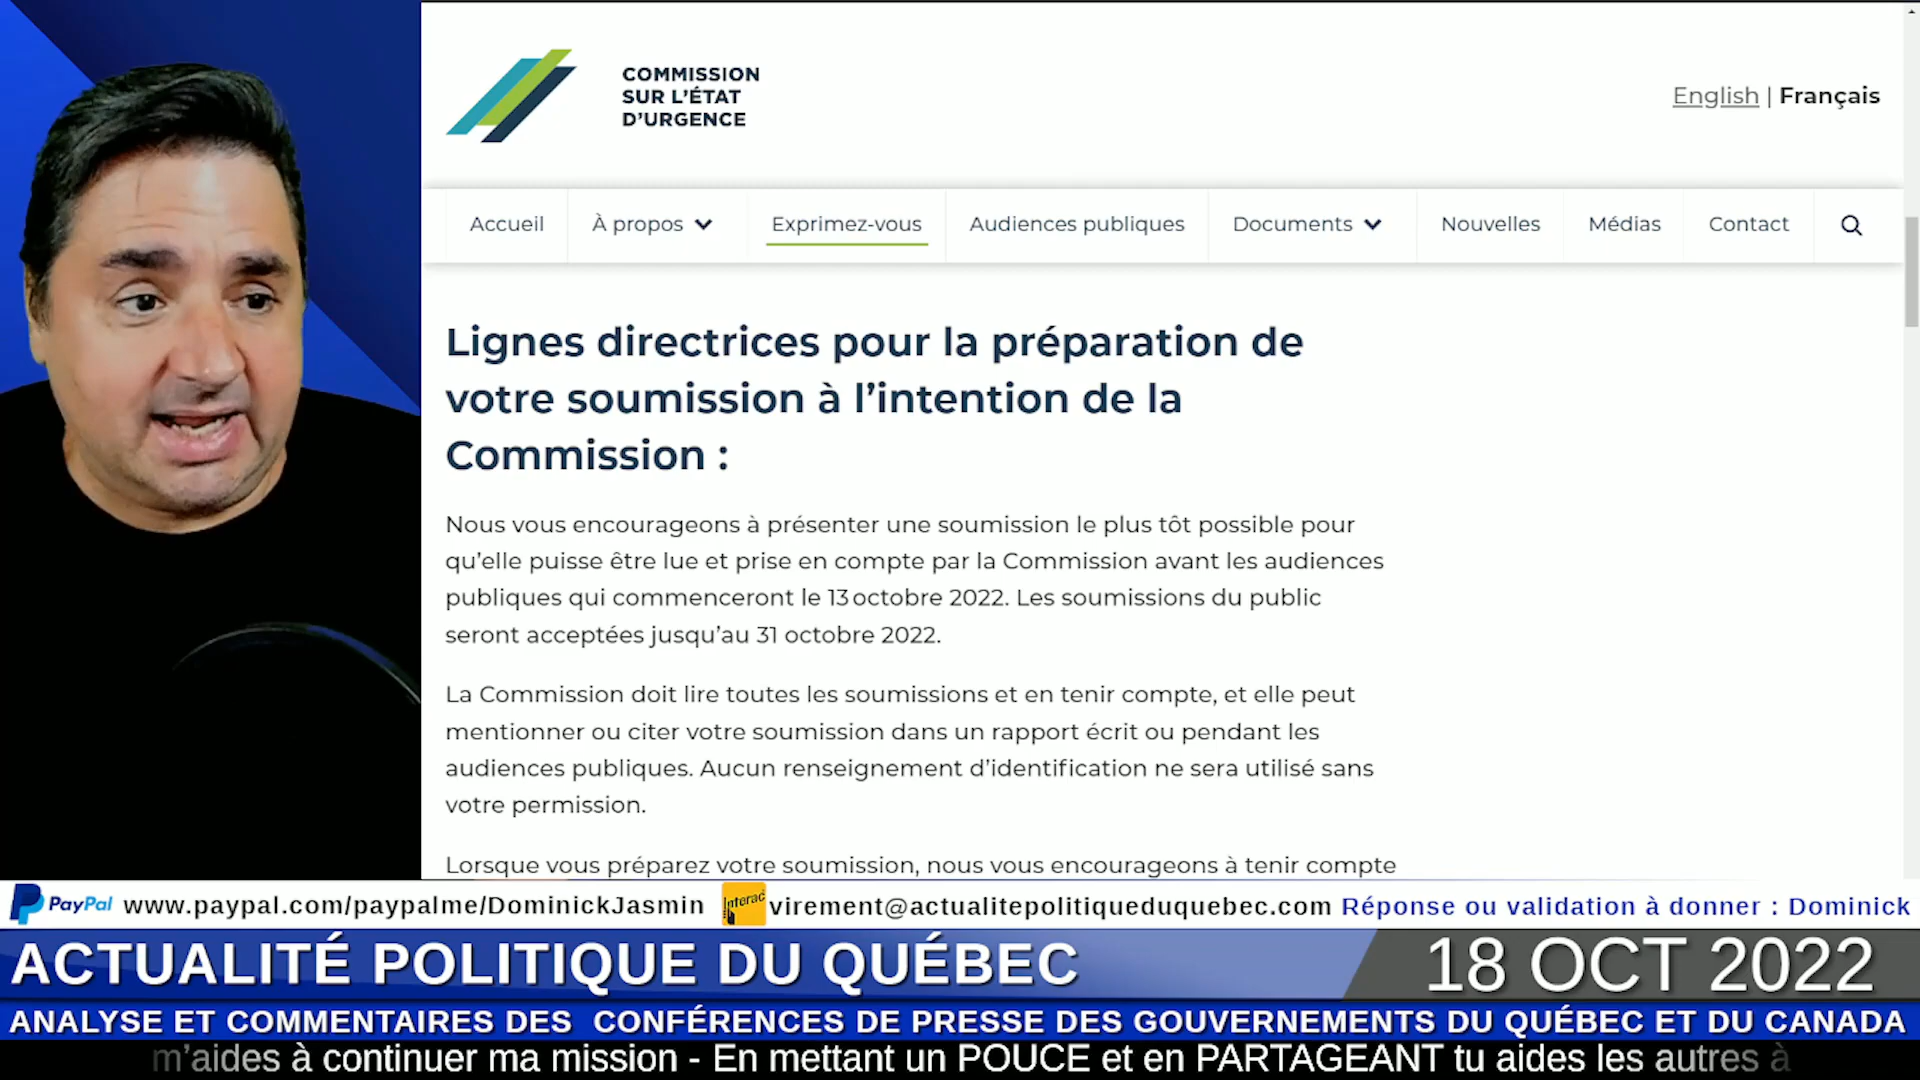 COMMISSION
SUR L'ÉTAT
D'URGENCE
English | Français
Accueil
À propos
Exprimez-vous
Audiences publiques
Documents
Nouvelles
Médias
Contact
Lignes directrices pour la préparation de
votre soumission à l’intention de la
Commission :
Nous vous encourageons à présenter une soumission le plus tôt possible pour
qu’elle puisse être lue et prise en compte par la Commission avant les audiences
publiques qui commenceront le 13 octobre 2022. Les soumissions du public
seront acceptées jusqu’au 31 octobre 2022.
La Commission doit lire toutes les soumissions et en tenir compte, et elle peut
mentionner ou citer votre soumission dans un rapport écrit ou pendant les
audiences publiques. Aucun renseignement d’identification ne sera utilisé sans
votre permission.
Lorsque vous préparez votre soumission, nous vous encourageons à tenir compte
PayPal www.paypal.com/paypalme/DominickJasmin Interac virement@actualitepolitiqueduquebec.com Réponse ou validation à donner : Dominick
ACTUALITÉ POLITIQUE DU QUÉBEC
18 OCT 2022
ANALYSE ET COMMENTAIRES DES CONFÉRENCES DE PRESSE DES GOUVERNEMENTS DU QUÉBEC ET DU CANADA
m’aides à continuer ma mission - En mettant un POUCE et en PARTAGEANT tu aides les autres à